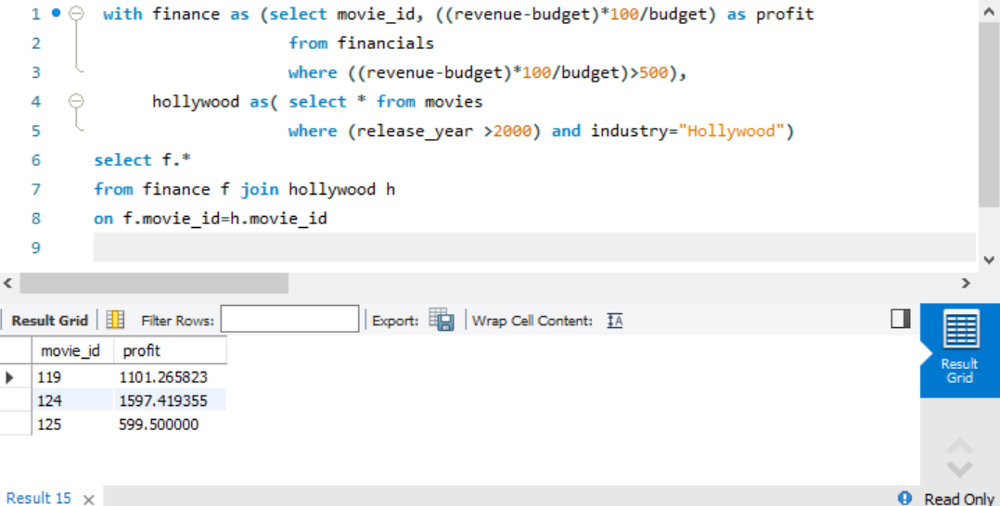 1 with finance as (select movie_id, ((revenue-budget)*100/budget) as profit
2 from financials
3 where ((revenue-budget)*100/budget)>500),
4 hollywood as( select * from movies
5 where (release_year >2000) and industry="Hollywood")
6 select f.*
7 from finance f join hollywood h
8 on f.movie_id=h.movie_id
9
Result Grid Filter Rows: Export: Wrap Cell Content: IA
movie_id profit
119 1101.265823
124 1597.419355
125 599.500000
Result
Grid
Result 15 × Read Only